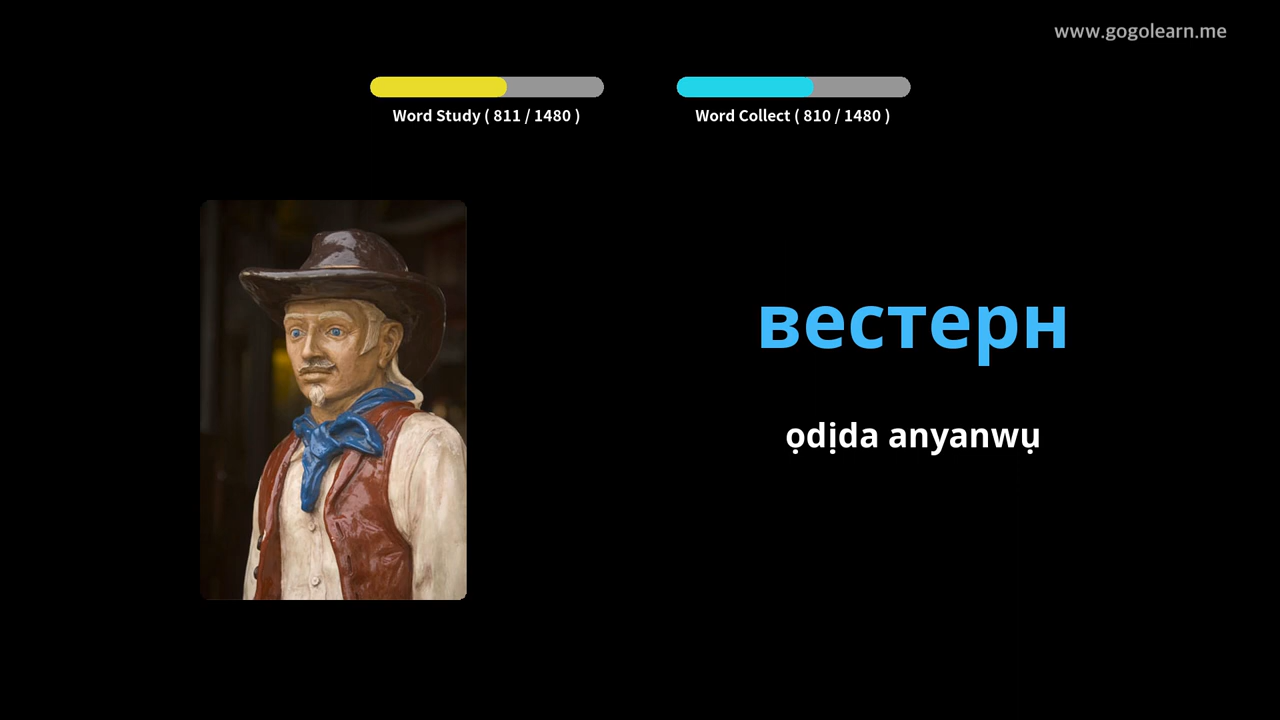 www.gogolearn.me
Word Study ( 811 / 1480 )
Word Collect ( 810 / 1480 )
вестерн
ọdịda anyanwụ